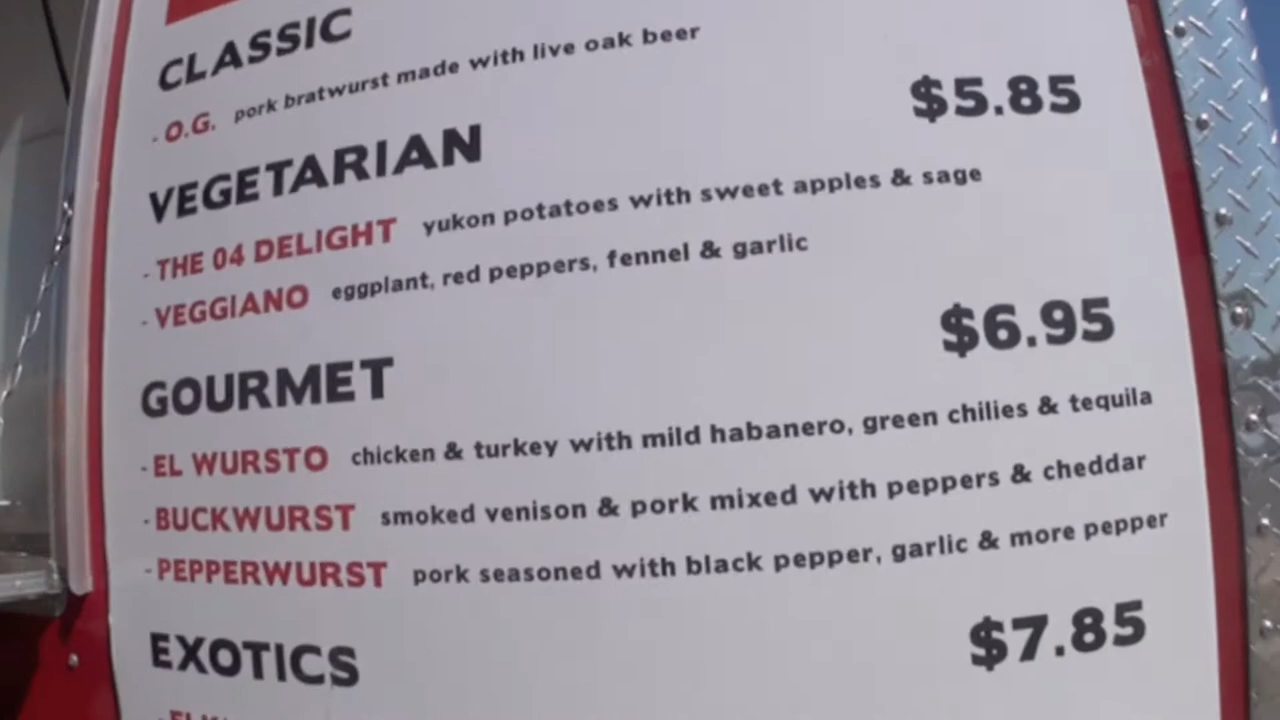 CLASSIC
· O.G. pork bratwurst made with live oak beer
VEGETARIAN $5.85
· THE 04 DELIGHT yukon potatoes with sweet apples & sage
· VEGGIANO eggplant, red peppers, fennel & garlic
GOURMET $6.95
· EL WURSTO chicken & turkey with mild habanero, green chilies & tequila
· BUCKWURST smoked venison & pork mixed with peppers & cheddar
· PEPPERWURST pork seasoned with black pepper, garlic & more pepper
EXOTICS $7.85